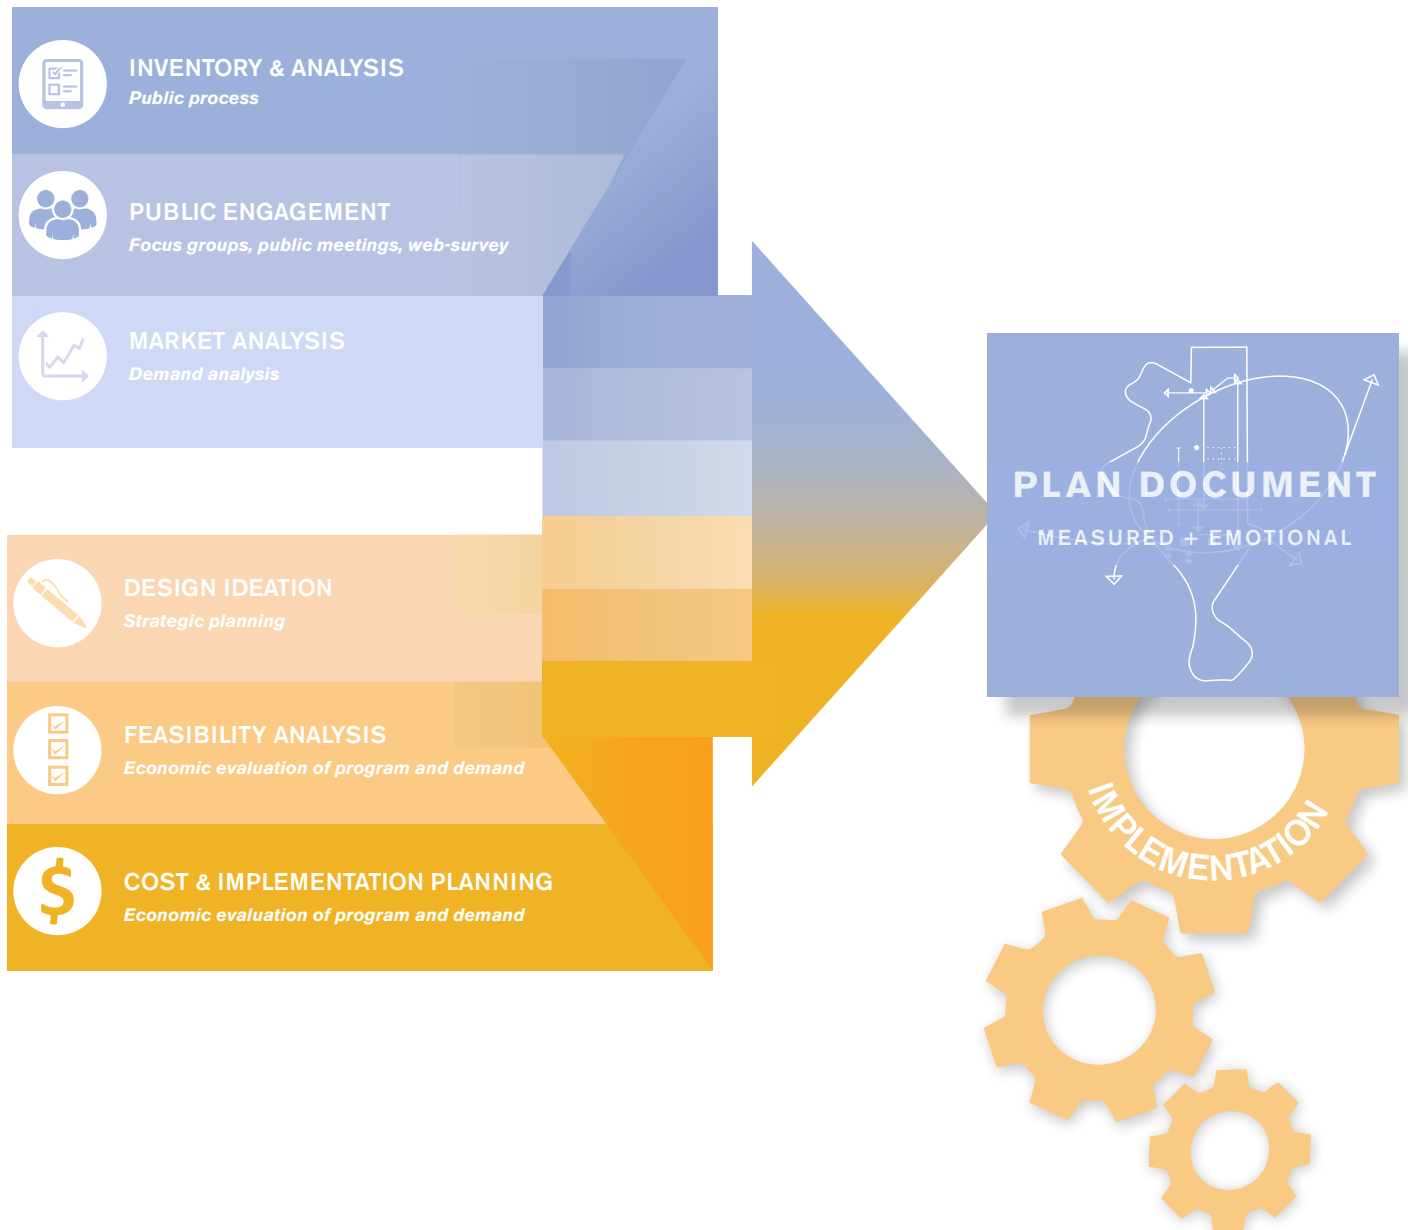 INVENTORY & ANALYSIS
Public process
PUBLIC ENGAGEMENT
Focus groups, public meetings, web-survey
MARKET ANALYSIS
Demand analysis
DESIGN IDEATION
Strategic planning
FEASIBILITY ANALYSIS
Economic evaluation of program and demand
COST & IMPLEMENTATION PLANNING
Economic evaluation of program and demand
PLAN DOCUMENT
MEASURED + EMOTIONAL
IMPLEMENTATION